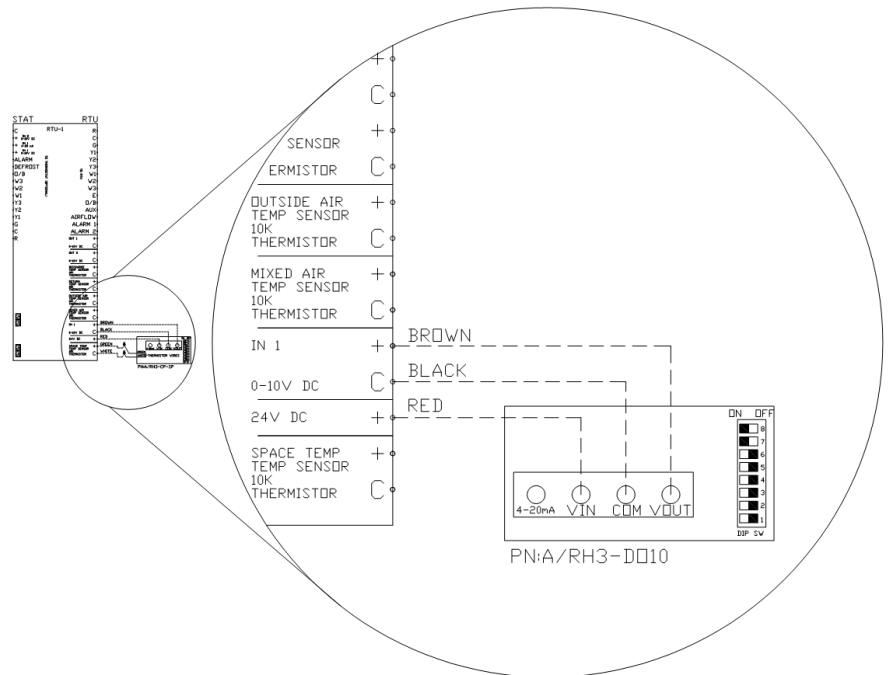 STAT RTU
RTU-1
C R
ALARM
DEFROST
O/B
W3
W2
W1
Y3
Y2
Y1
G
C
R
C
G
Y1
Y2
Y3
W1
W2
W3
E
O/B
AUX
AIRFLOW
ALARM 1
ALARM 2
BROWN
BLACK
RED
GREEN
WHITE
THERMISTOR WIRES
+
C
+
SENSOR
ERMISTOR C
OUTSIDE AIR +
TEMP SENSOR
10K C
THERMISTOR
MIXED AIR +
TEMP SENSOR
10K C
THERMISTOR
IN 1 + BROWN
0-10V DC C BLACK
24V DC + RED
SPACE TEMP +
TEMP SENSOR
10K C
THERMISTOR
ON OFF
8
7
6
5
4
3
2
1
DIP SW
4-20mA VIN COM VOUT
PN:A/RH3-DO10